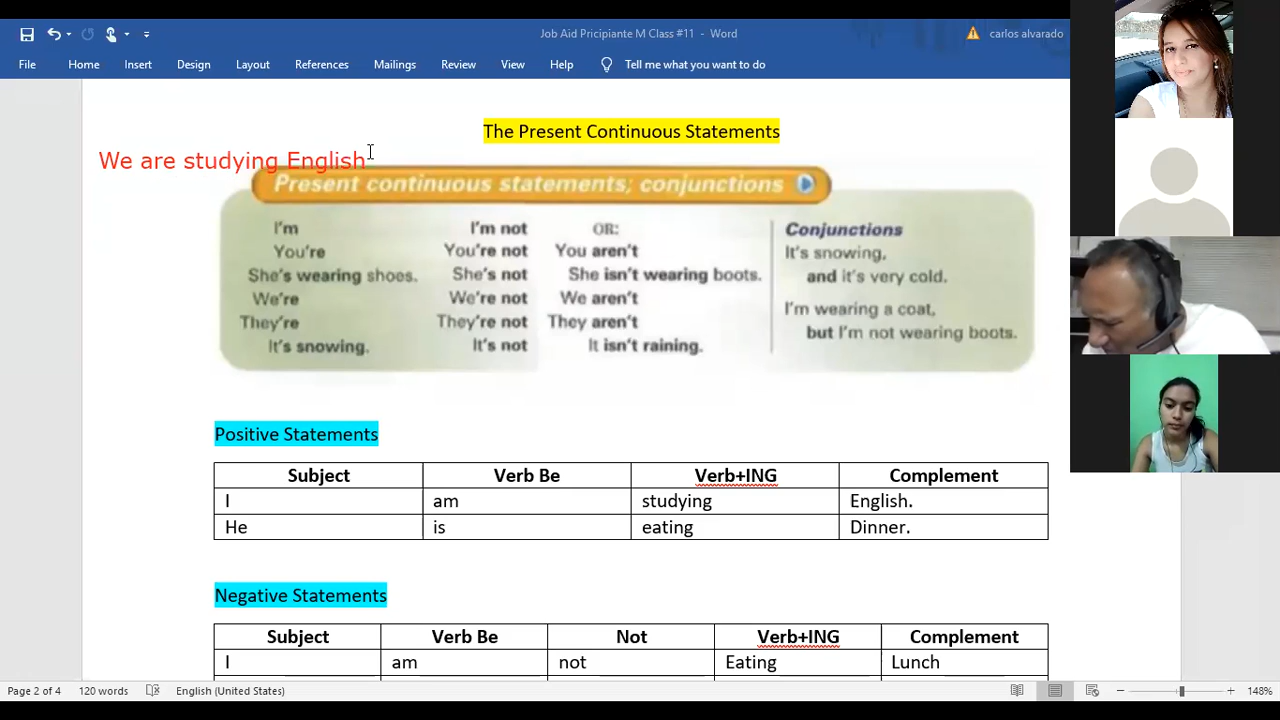 Job Aid Pricipiante M Class #11 - Word
carlos alvarado
File Home Insert Design Layout References Mailings Review View Help Tell me what you want to do
The Present Continuous Statements
We are studying English
Present continuous statements; conjunctions
I'm I'm not OR: Conjunctions
You're You're not You aren't It's snowing,
She's wearing shoes. She's not She isn't wearing boots. and it's very cold.
We're We're not We aren't I'm wearing a coat,
They're They're not They aren't but I'm not wearing boots.
It's snowing. It's not It isn't raining.
Positive Statements
Subject Verb Be Verb+ING Complement
I am studying English.
He is eating Dinner.
Negative Statements
Subject Verb Be Not Verb+ING Complement
I am not Eating Lunch
Page 2 of 4 120 words English (United States) 148%